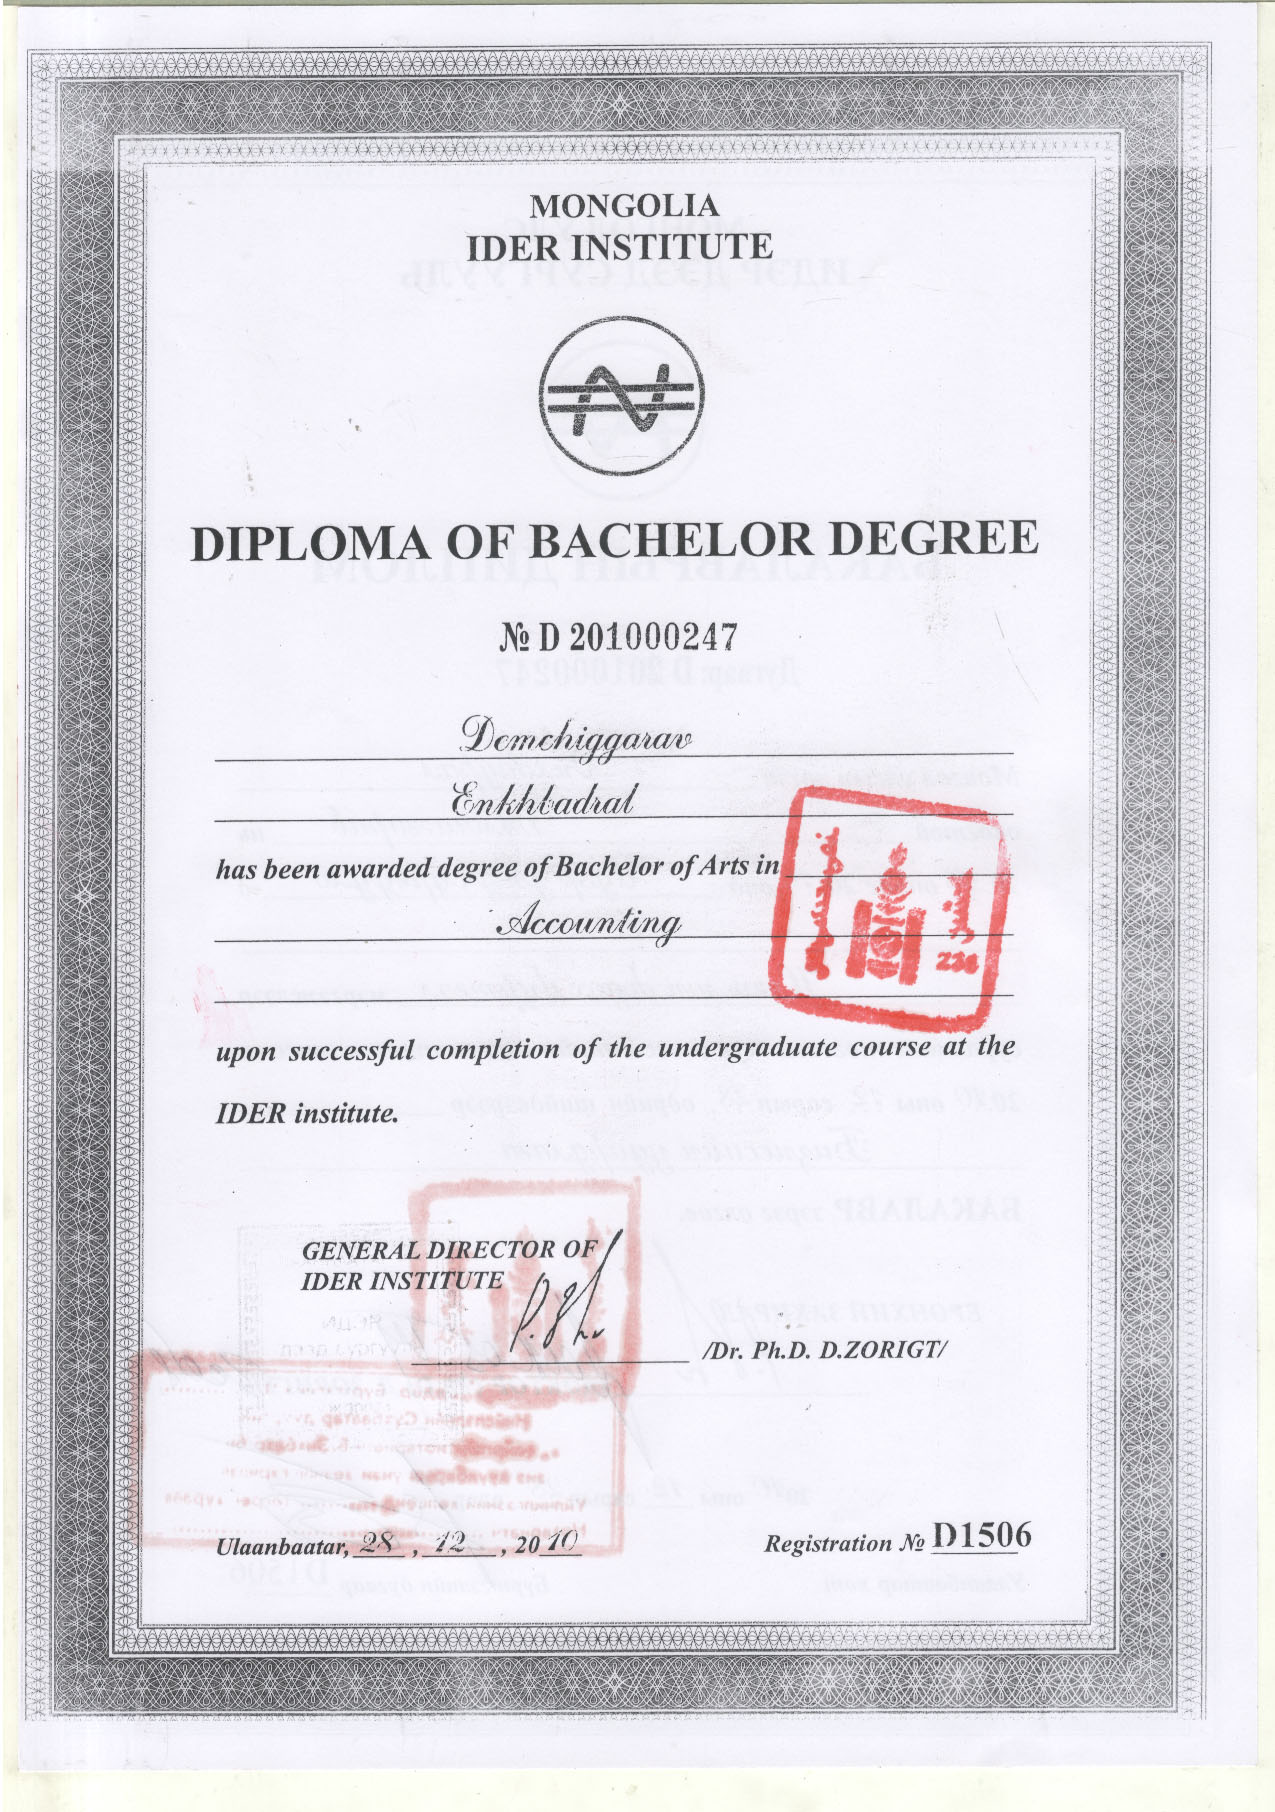 MONGOLIA
IDER INSTITUTE
DIPLOMA OF BACHELOR DEGREE
№ D 201000247
Demchiggarav
Enkhbadral
has been awarded degree of Bachelor of Arts in
Accounting
226
upon successful completion of the undergraduate course at the
IDER institute.
GENERAL DIRECTOR OF
IDER INSTITUTE
/Dr. Ph.D. D.ZORIGT/
Ulaanbaatar, 28 , 12 , 2010
Registration № D1506